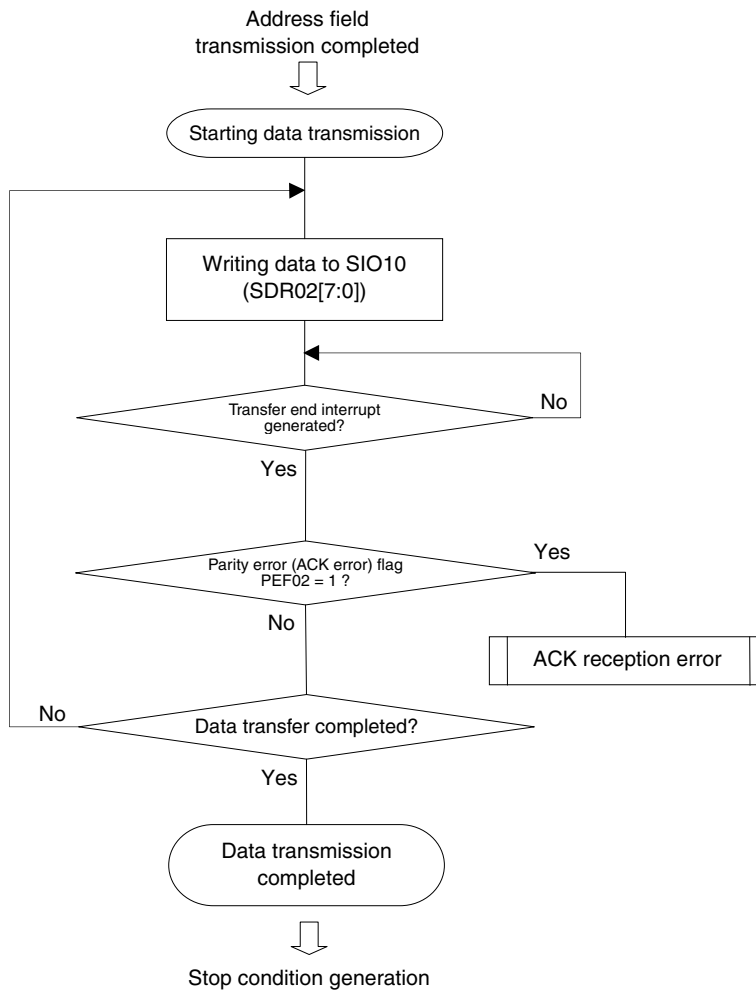 Address field
transmission completed
Starting data transmission
Writing data to SIO10
(SDR02[7:0])
Transfer end interrupt
generated?
No
Yes
Parity error (ACK error) flag
PEF02 = 1 ?
Yes
No
ACK reception error
Data transfer completed?
No
Yes
Data transmission
completed
Stop condition generation